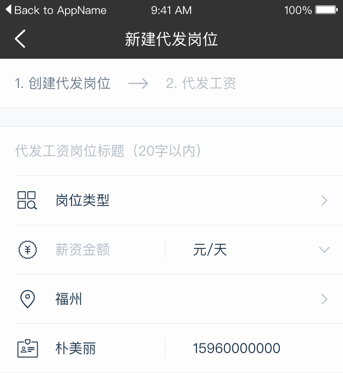 Back to AppName 9:41 AM 100%
新建代发岗位
1. 创建代发岗位 2. 代发工资
代发工资岗位标题（20字以内）
岗位类型
薪资金额 元/天
福州
朴美丽 15960000000